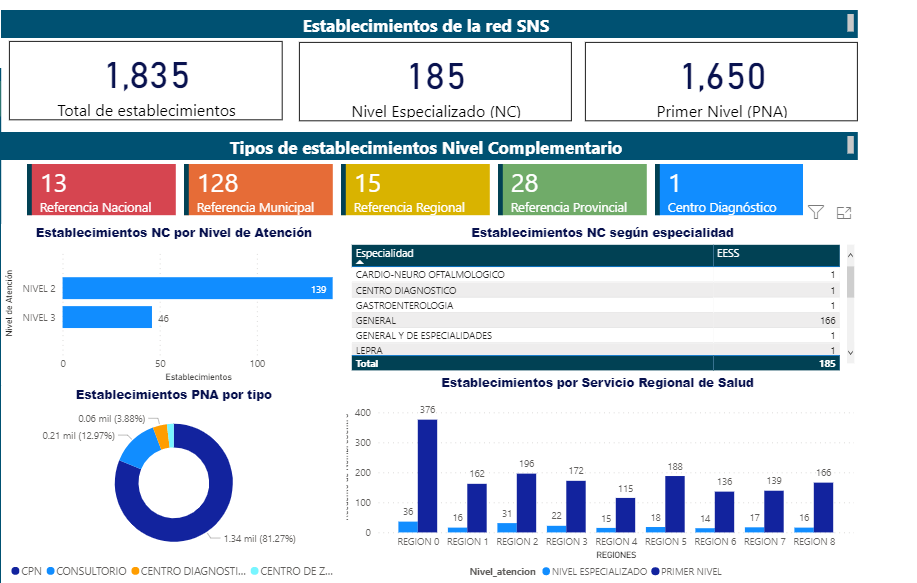 Establecimientos de la red SNS
1,835
Total de establecimientos
185
Nivel Especializado (NC)
1,650
Primer Nivel (PNA)
Tipos de establecimientos Nivel Complementario
13
Referencia Nacional
128
Referencia Municipal
15
Referencia Regional
28
Referencia Provincial
1
Centro Diagnóstico
Establecimientos NC por Nivel de Atención
Nivel de Atención
NIVEL 2
139
NIVEL 3
46
0 50 100
Establecimientos
Establecimientos NC según especialidad
Especialidad EESS
CARDIO-NEURO OFTALMOLOGICO 1
CENTRO DIAGNOSTICO 1
GASTROENTEROLOGIA 1
GENERAL 166
GENERAL Y DE ESPECIALIDADES 1
LEPRA 1
Total 185
Establecimientos PNA por tipo
0.06 mil (3.88%)
0.21 mil (12.97%)
1.34 mil (81.27%)
CPN CONSULTORIO CENTRO DIAGNOSTI... CENTRO DE Z...
Establecimientos por Servicio Regional de Salud
400
300
200
100
0
36 376
16 162
31 196
22 172
15 115
18 188
14 136
17 139
16 166
REGION 0 REGION 1 REGION 2 REGION 3 REGION 4 REGION 5 REGION 6 REGION 7 REGION 8
REGIONES
Nivel_atencion NIVEL ESPECIALIZADO PRIMER NIVEL